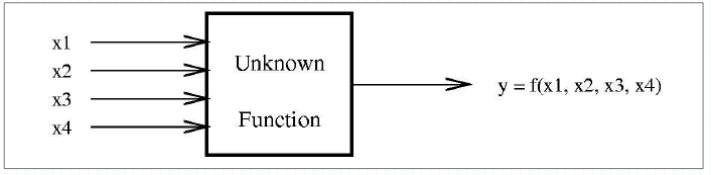 x1
x2
x3
x4
Unknown
Function
y = f(x1, x2, x3, x4)